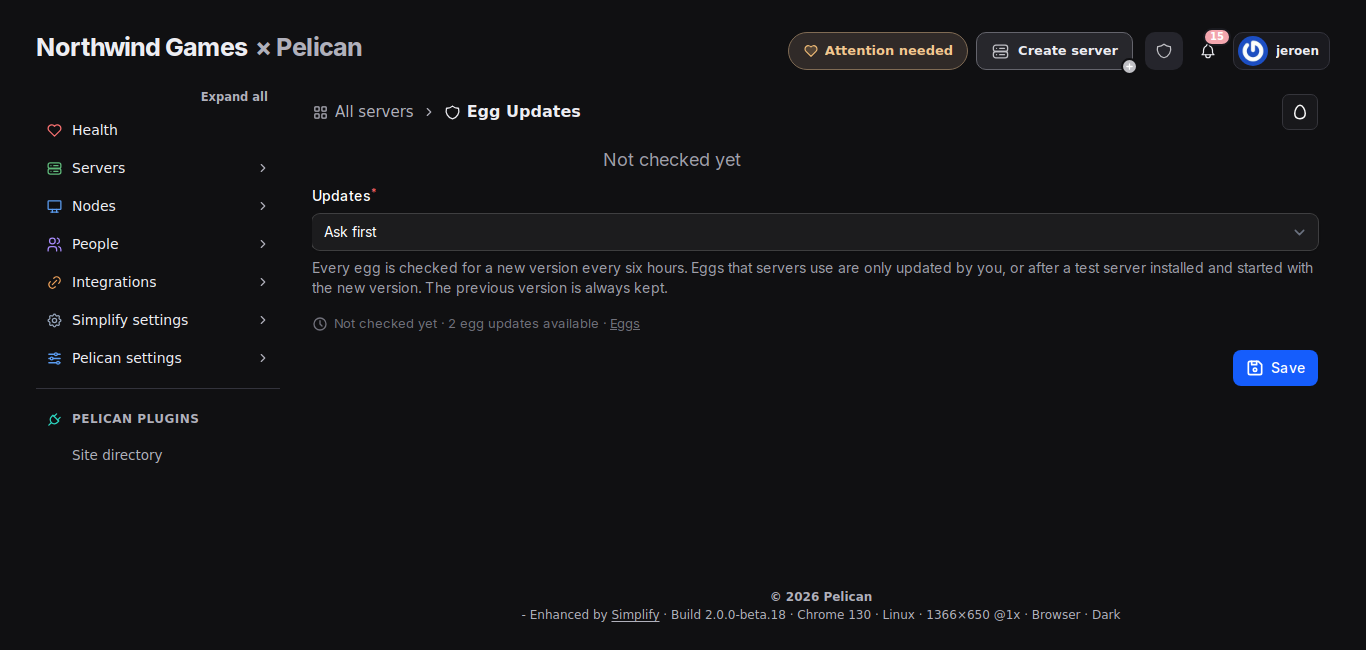 Northwind Games × Pelican
Attention needed
Create server
15
jeroen
Expand all
Health
Servers
Nodes
People
Integrations
Simplify settings
Pelican settings
PELICAN PLUGINS
Site directory
All servers > Egg Updates
Not checked yet
Updates*
Ask first
Every egg is checked for a new version every six hours. Eggs that servers use are only updated by you, or after a test server installed and started with
the new version. The previous version is always kept.
Not checked yet · 2 egg updates available · Eggs
Save
© 2026 Pelican
- Enhanced by Simplify · Build 2.0.0-beta.18 · Chrome 130 · Linux · 1366×650 @1x · Browser · Dark